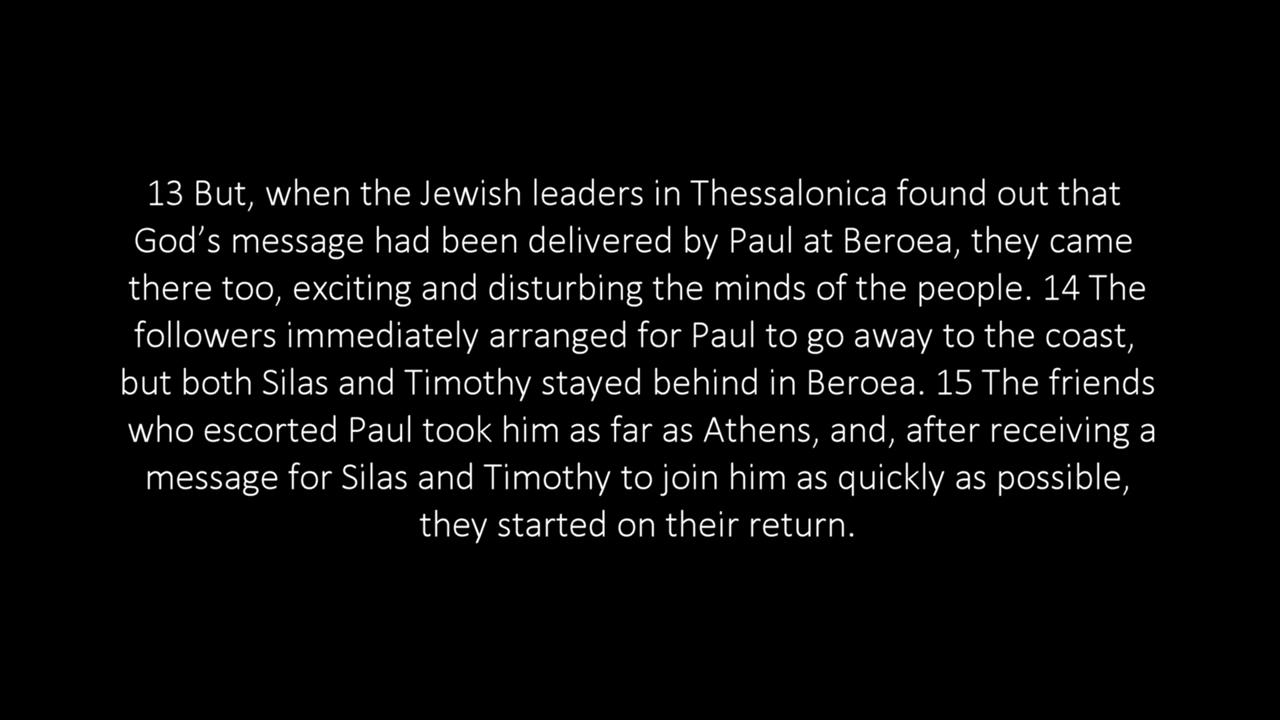 13 But, when the Jewish leaders in Thessalonica found out that
God’s message had been delivered by Paul at Beroea, they came
there too, exciting and disturbing the minds of the people. 14 The
followers immediately arranged for Paul to go away to the coast,
but both Silas and Timothy stayed behind in Beroea. 15 The friends
who escorted Paul took him as far as Athens, and, after receiving a
message for Silas and Timothy to join him as quickly as possible,
they started on their return.